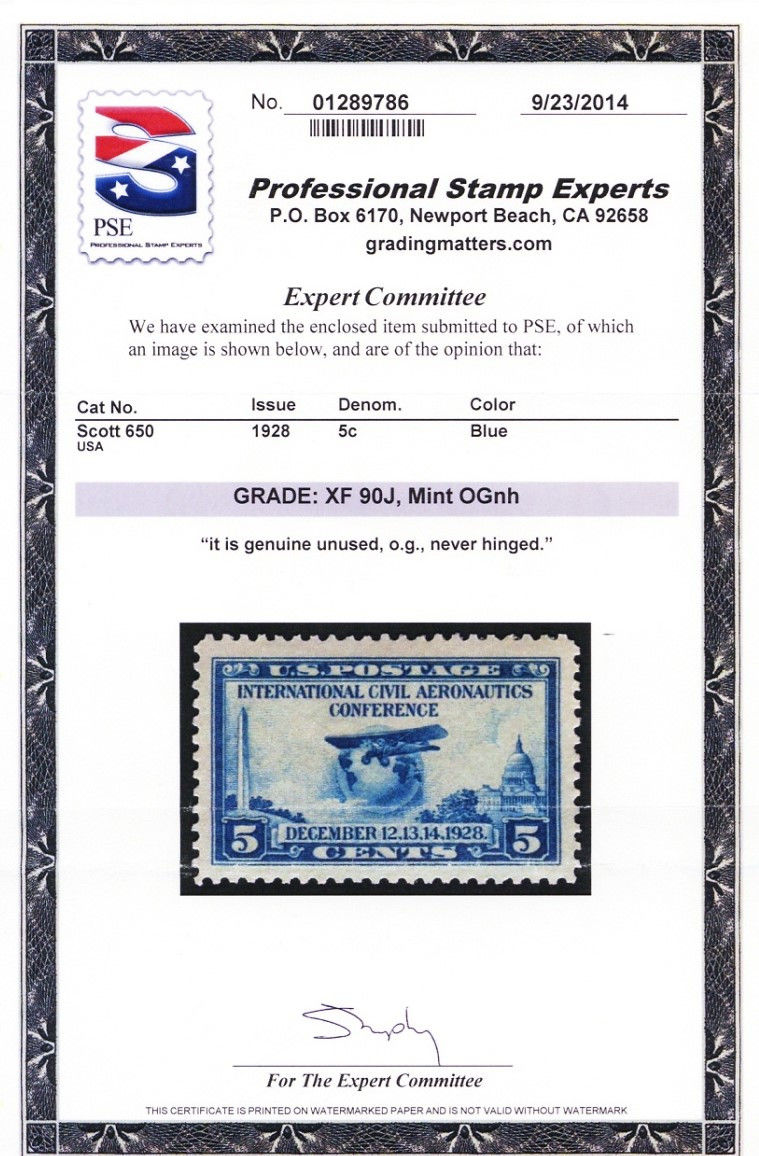 No. 01289786 9/23/2014
PSE
PROFESSIONAL STAMP EXPERTS
Professional Stamp Experts
P.O. Box 6170, Newport Beach, CA 92658
gradingmatters.com
Expert Committee
We have examined the enclosed item submitted to PSE, of which
an image is shown below, and are of the opinion that:
Cat No. Issue Denom. Color
Scott 650 1928 5c Blue
USA
GRADE: XF 90J, Mint OGnh
“it is genuine unused, o.g., never hinged.”
U.S. POSTAGE
INTERNATIONAL CIVIL AERONAUTICS
CONFERENCE
5 DECEMBER 12.13.14.1928. 5
CENTS
For The Expert Committee
THIS CERTIFICATE IS PRINTED ON WATERMARKED PAPER AND IS NOT VALID WITHOUT WATERMARK